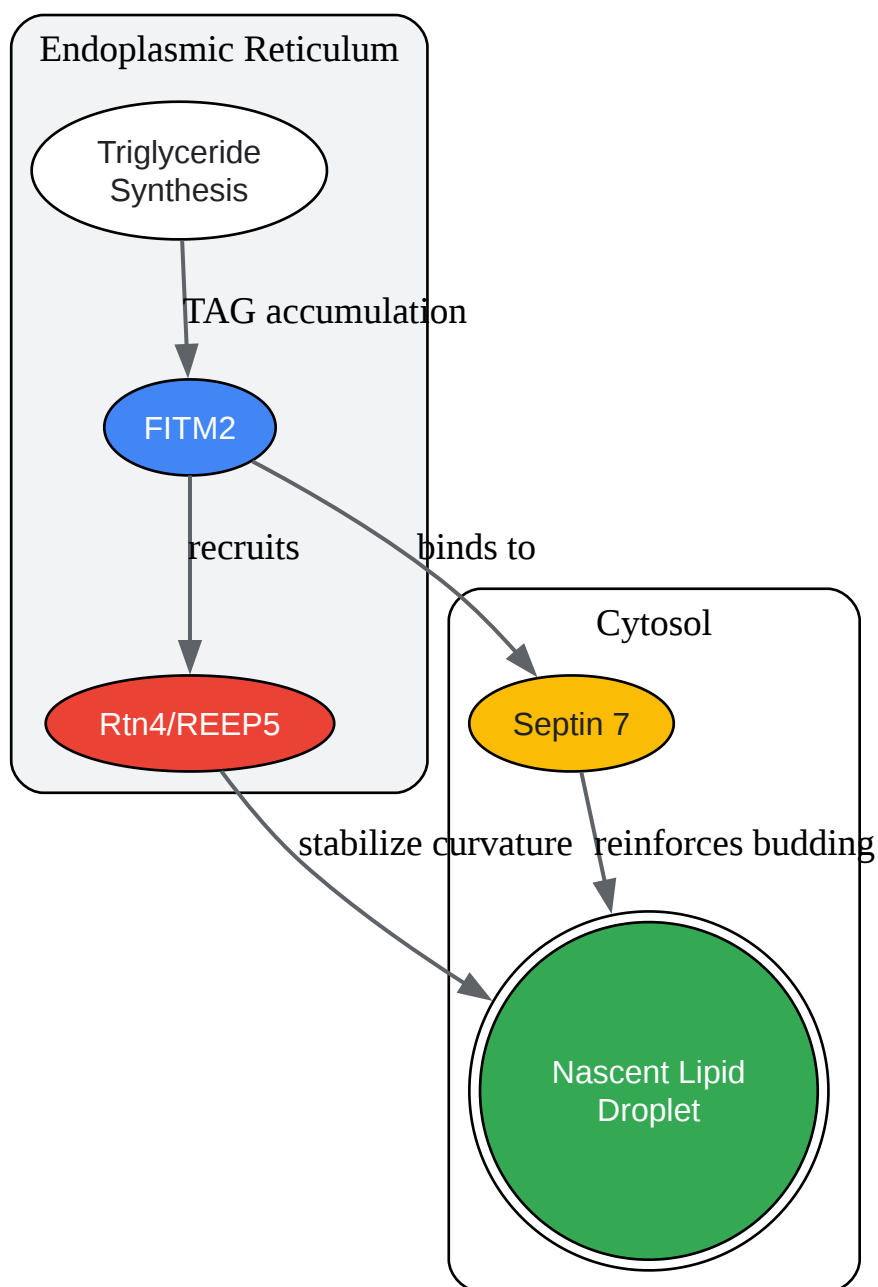 Endoplasmic Reticulum
Triglyceride
Synthesis
TAG accumulation
FITM2
recruits
binds to
Cytosol
Rtn4/REEP5
Septin 7
stabilize curvature
reinforces budding
Nascent Lipid
Droplet